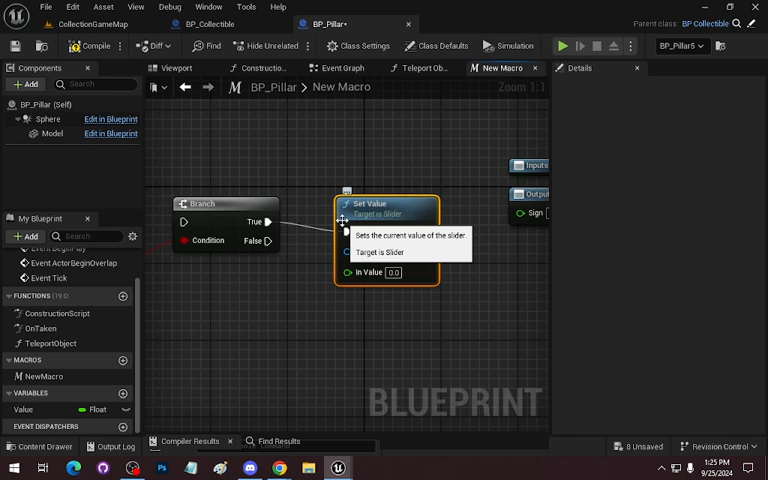 File Edit Asset View Debug Window Tools Help
CollectionGameMap BP_Collectible BP_Pillar• Parent class: BP Collectible
Compile Diff Find Hide Unrelated Class Settings Class Defaults Simulation BP_Pillar5
Components Viewport Constructio... Event Graph Teleport Ob... New Macro Details
+ Add Search BP_Pillar > New Macro Zoom 1:1
BP_Pillar (Self)
Sphere Edit in Blueprint
Model Edit in Blueprint
Inputs
Outpu
Sign
Branch
True
Condition False
Set Value
Target is Slider
In Value 0.0
Sets the current value of the slider.
Target is Slider
My Blueprint
+ Add Search
Event ActorBeginOverlap
Event Tick
FUNCTIONS (19 O
ConstructionScript
OnTaken
TeleportObject
MACROS
NewMacro
VARIABLES
Value Float
EVENT DISPATCHERS
BLUEPRINT
Compiler Results Find Results
Content Drawer Output Log 8 Unsaved Revision Control
1:25 PM
9/25/2024